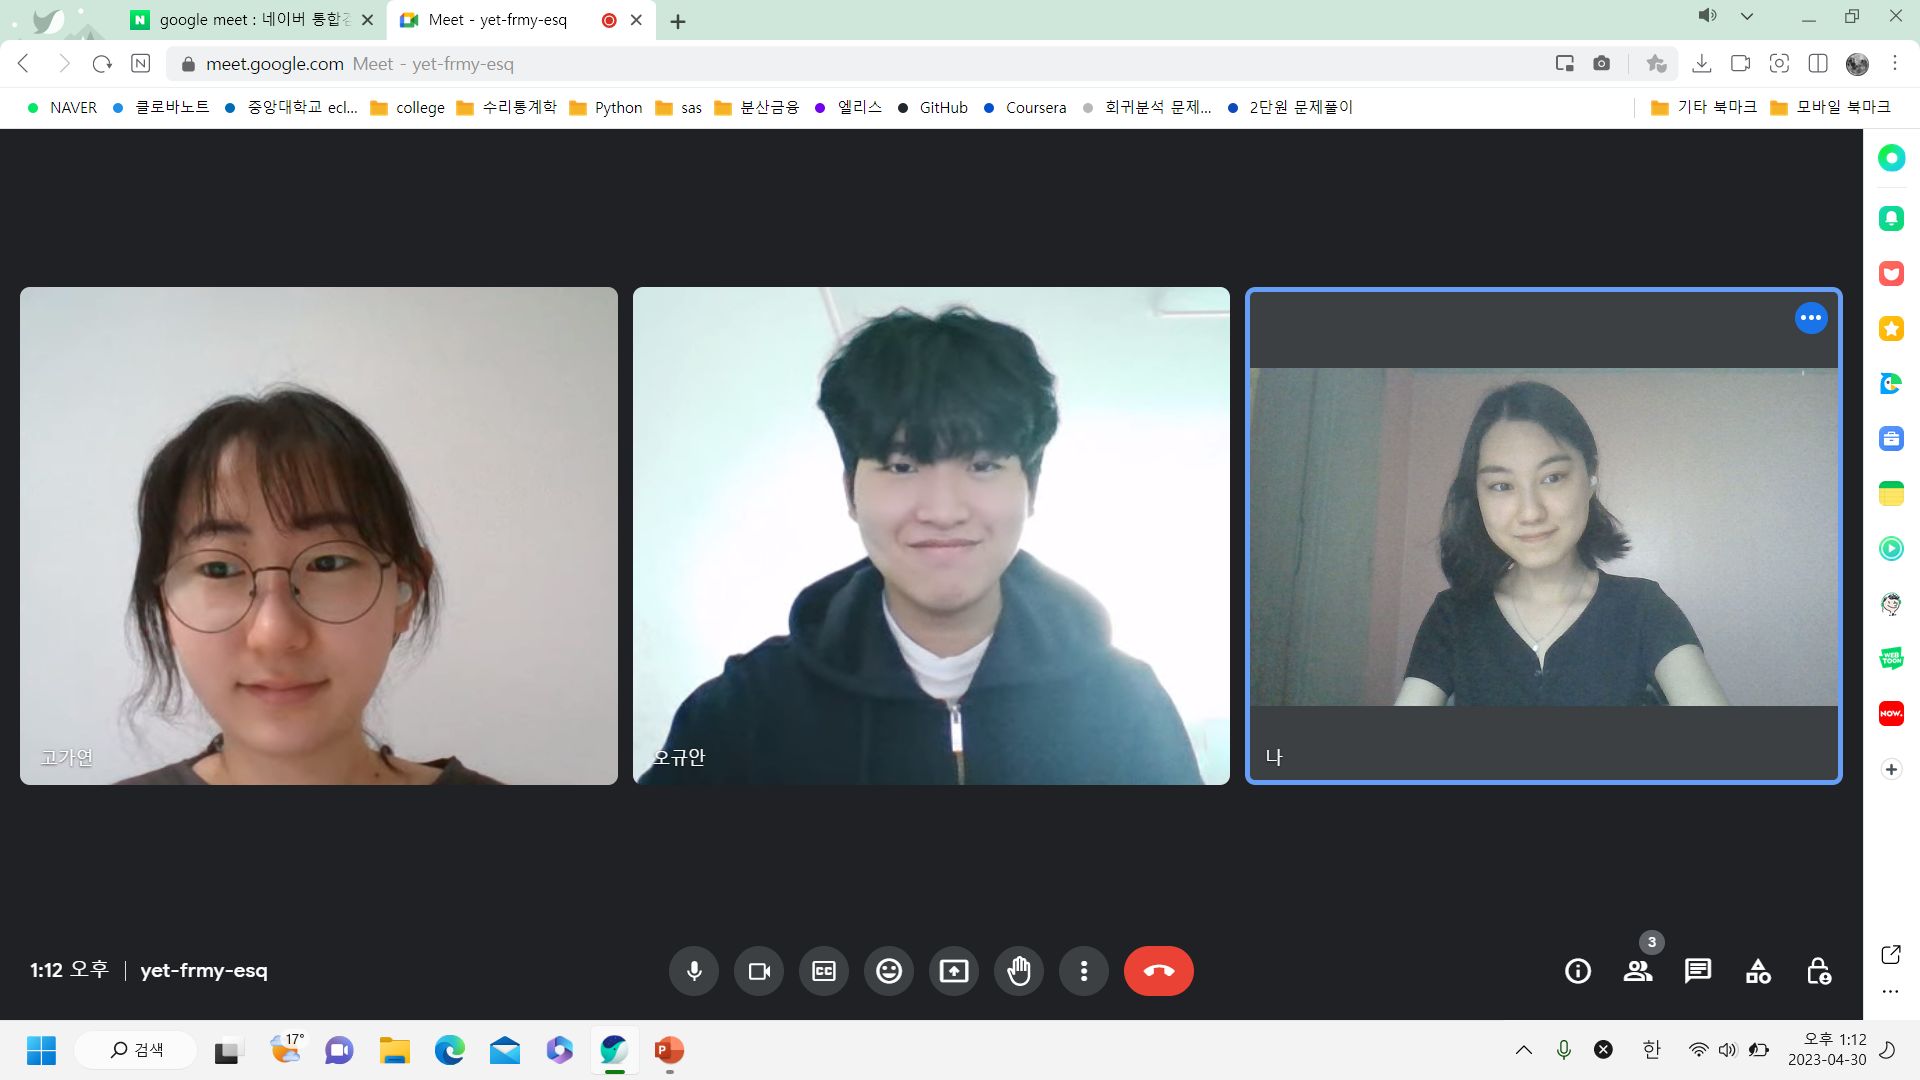 google meet : 네이버 통합검
Meet - yet-frmy-esq
meet.google.com Meet - yet-frmy-esq
NAVER 클로바노트 중앙대학교 ecl... college 수리통계학 Python sas 분산금융 엘리스 GitHub Coursera 회귀분석 문제... 2단원 문제풀이 기타 북마크 모바일 북마크
고가연
오규안
나
WEB
TOON
NOW.
1:12 오후 yet-frmy-esq
CC
3
검색
17°
P
한
오후 1:12
2023-04-30